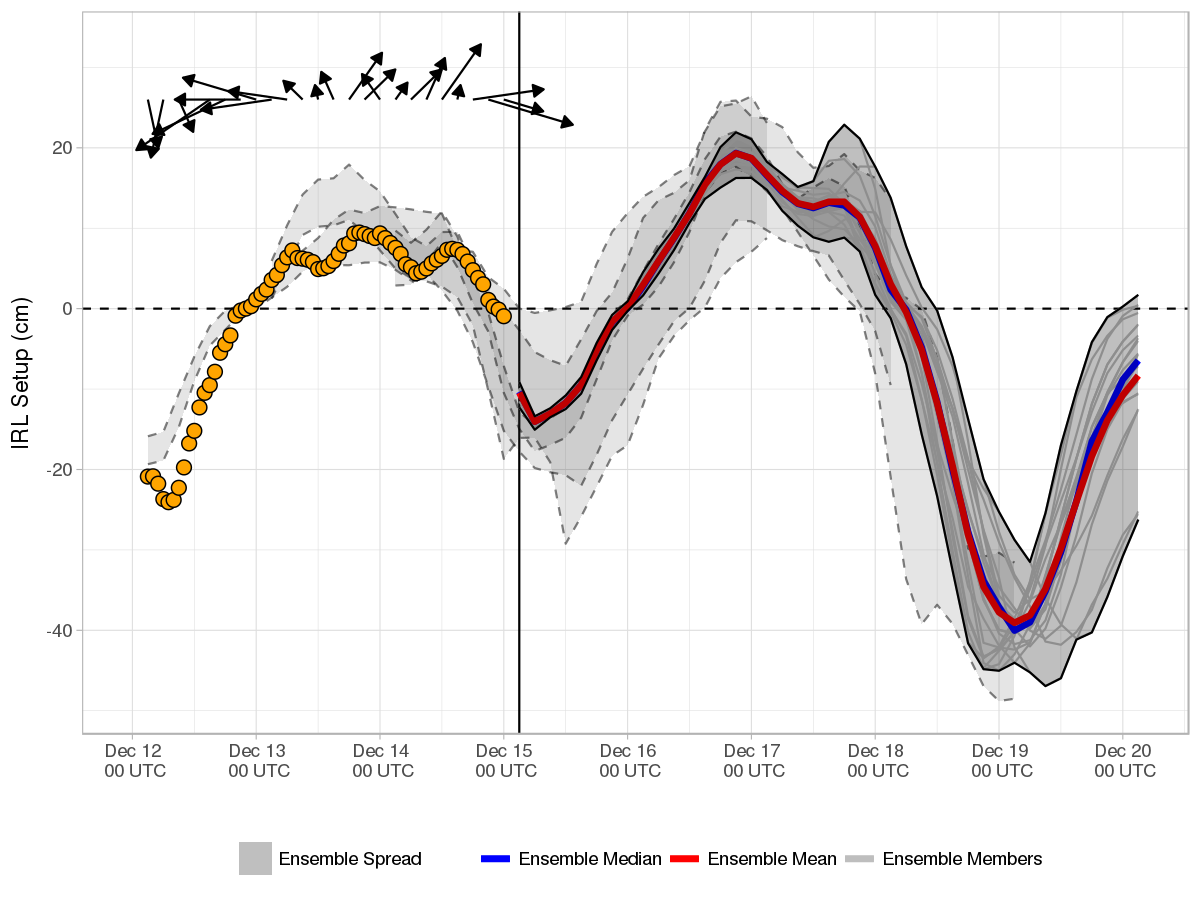 IRL Setup (cm)
20
0
-20
-40
Dec 12 Dec 13 Dec 14 Dec 15 Dec 16 Dec 17 Dec 18 Dec 19 Dec 20
00 UTC 00 UTC 00 UTC 00 UTC 00 UTC 00 UTC 00 UTC 00 UTC 00 UTC
Ensemble Spread Ensemble Median Ensemble Mean Ensemble Members